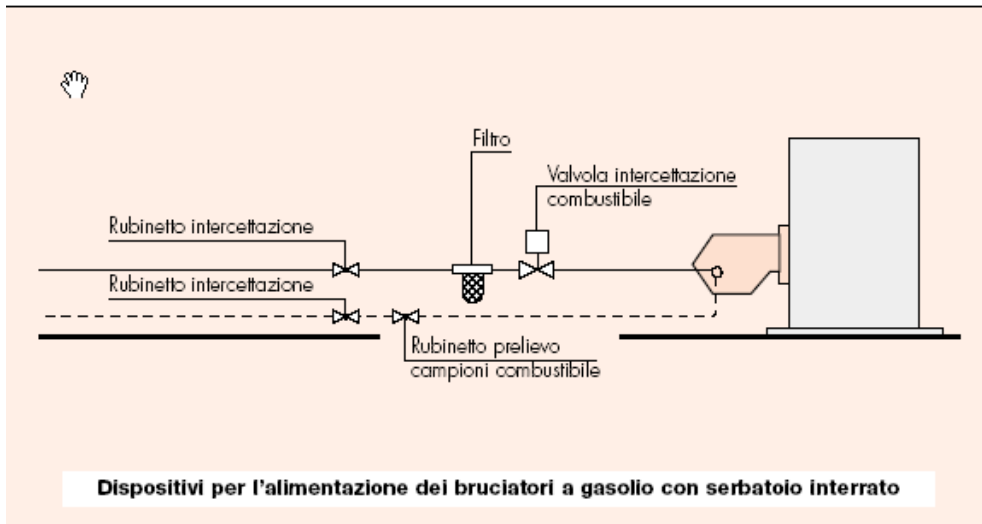 Filtro
Valvola intercettazione
combustibile
Rubinetto intercettazione
Rubinetto intercettazione
Rubinetto prelievo
campioni combustibile
Dispositivi per l'alimentazione dei bruciatori a gasolio con serbatoio interrato